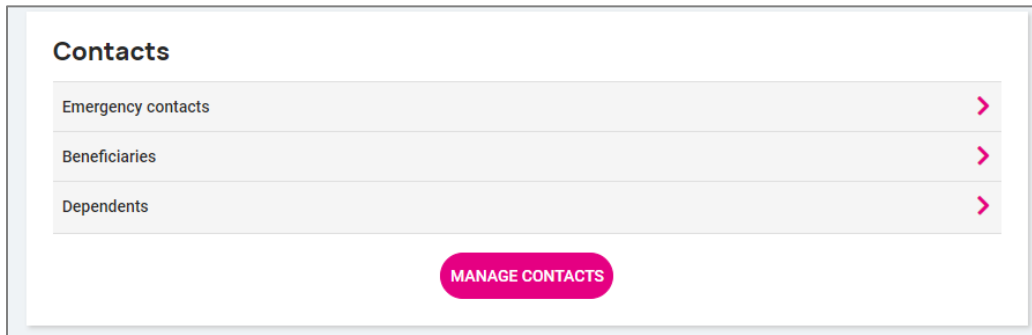 Contacts
Emergency contacts
Beneficiaries
Dependents
MANAGE CONTACTS